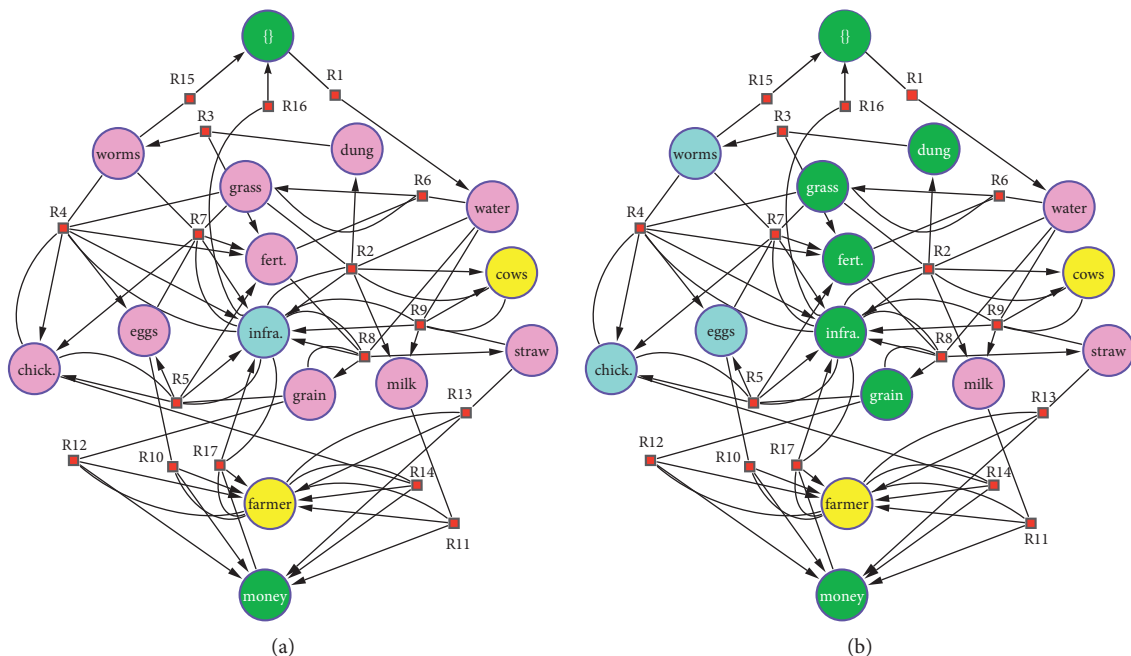 {}
R15
R1
R16
R3
worms
dung
grass
R6
water
R4
R7
fert.
R2
cows
R9
eggs
infra.
R8
straw
chick.
R5
grain
milk
R13
R12
R10
R17
R14
farmer
R11
money
(a)
{}
R15
R1
R16
R3
worms
dung
grass
R6
water
R4
R7
fert.
R2
cows
R9
eggs
infra.
R8
straw
chick.
R5
grain
milk
R13
R12
R10
R17
R14
farmer
R11
money
(b)